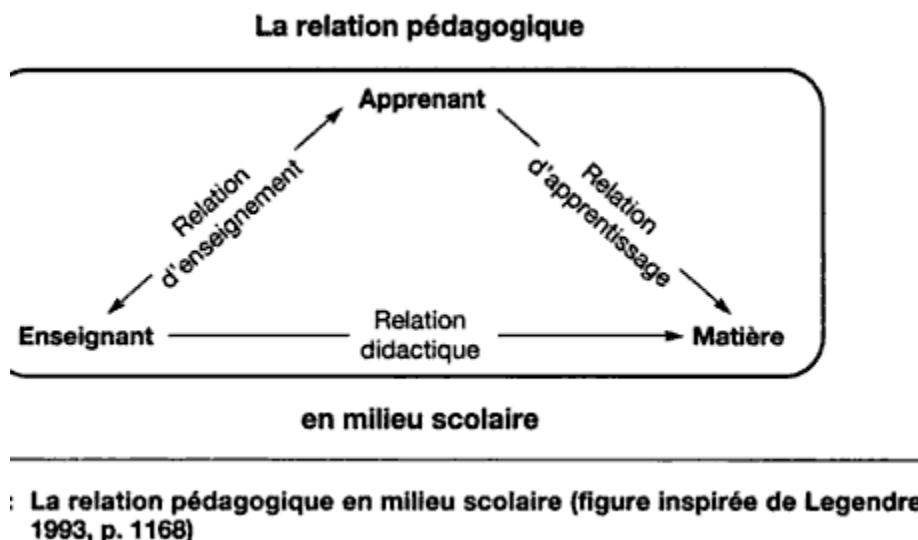 La relation pédagogique
Apprenant
Relation
d'enseignement
Relation
d'apprentissage
Enseignant
Relation
didactique
Matière
en milieu scolaire
: La relation pédagogique en milieu scolaire (figure inspirée de Legendre
1993, p. 1168)